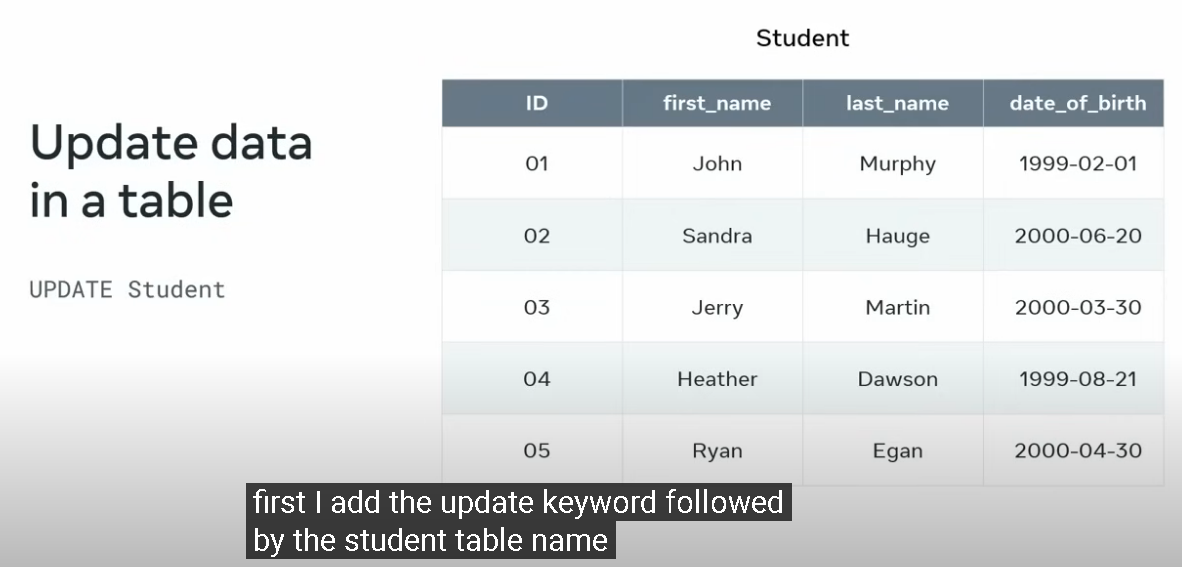 Student
Update data
in a table
UPDATE Student
ID first_name last_name date_of_birth
01 John Murphy 1999-02-01
02 Sandra Hauge 2000-06-20
03 Jerry Martin 2000-03-30
04 Heather Dawson 1999-08-21
05 Ryan Egan 2000-04-30
first I add the update keyword followed
by the student table name